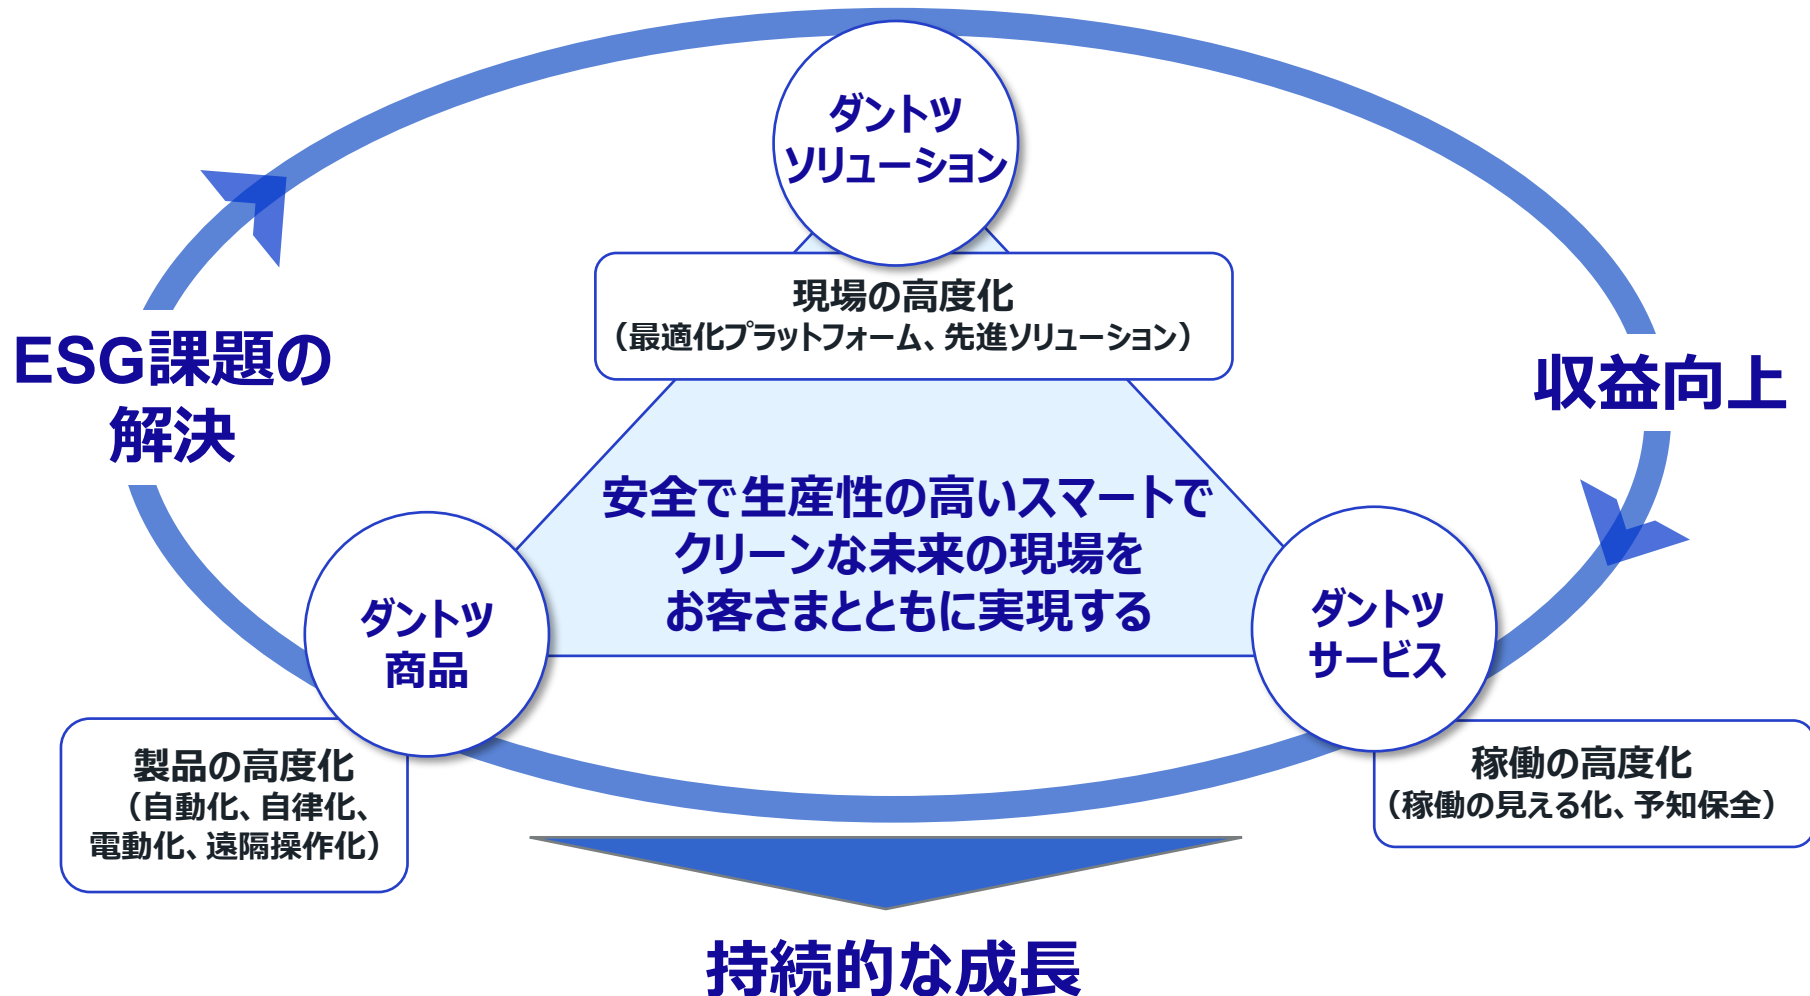 ダントツ
ソリューション
現場の高度化
（最適化プラットフォーム、先進ソリューション）
ESG課題の
解決
収益向上
安全で生産性の高いスマートで
クリーンな未来の現場を
お客さまとともに実現する
ダントツ
商品
ダントツ
サービス
製品の高度化
（自動化、自律化、
電動化、遠隔操作化）
稼働の高度化
（稼働の見える化、予知保全）
持続的な成長